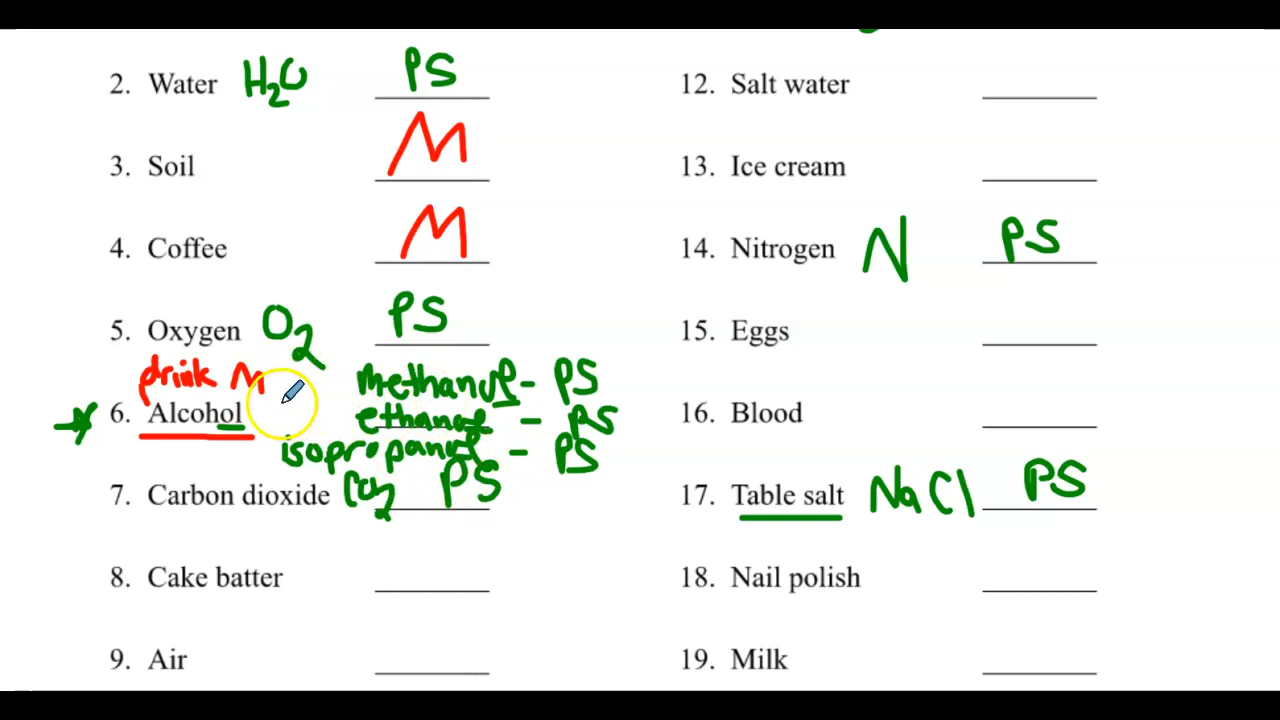 2. Water H2O PS
3. Soil M
4. Coffee M
5. Oxygen O2 PS
drink M
methanol - PS
6. Alcohol
ethanol - PS
isopropanol - PS
7. Carbon dioxide CO2 PS
8. Cake batter
9. Air
12. Salt water
13. Ice cream
14. Nitrogen N PS
15. Eggs
16. Blood
17. Table salt NaCl PS
18. Nail polish
19. Milk